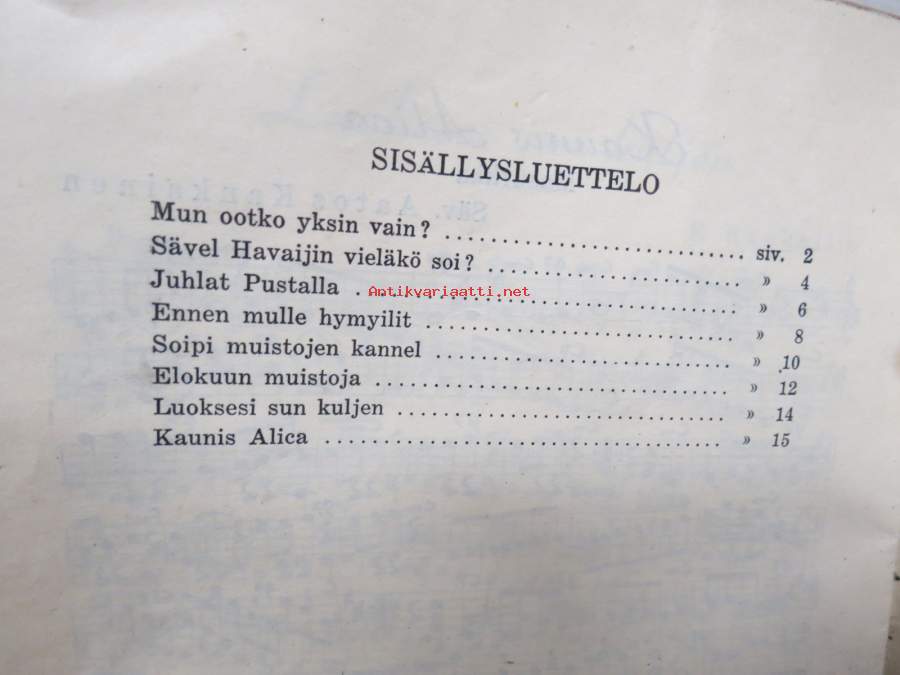 SISÄLLYSLUETTELO
Mun ootko yksin vain? ........................... siv. 2
Sävel Havaijin vieläkö soi? ...................... » 4
Juhlat Pustalla ................................. » 6
Antikvariaatti.net
Ennen mulle hymyilit ........................... » 8
Soipi muistojen kannel .......................... » 10
Elokuun muistoja ............................... » 12
Luoksesi sun kuljen ............................. » 14
Kaunis Alica ................................... » 15